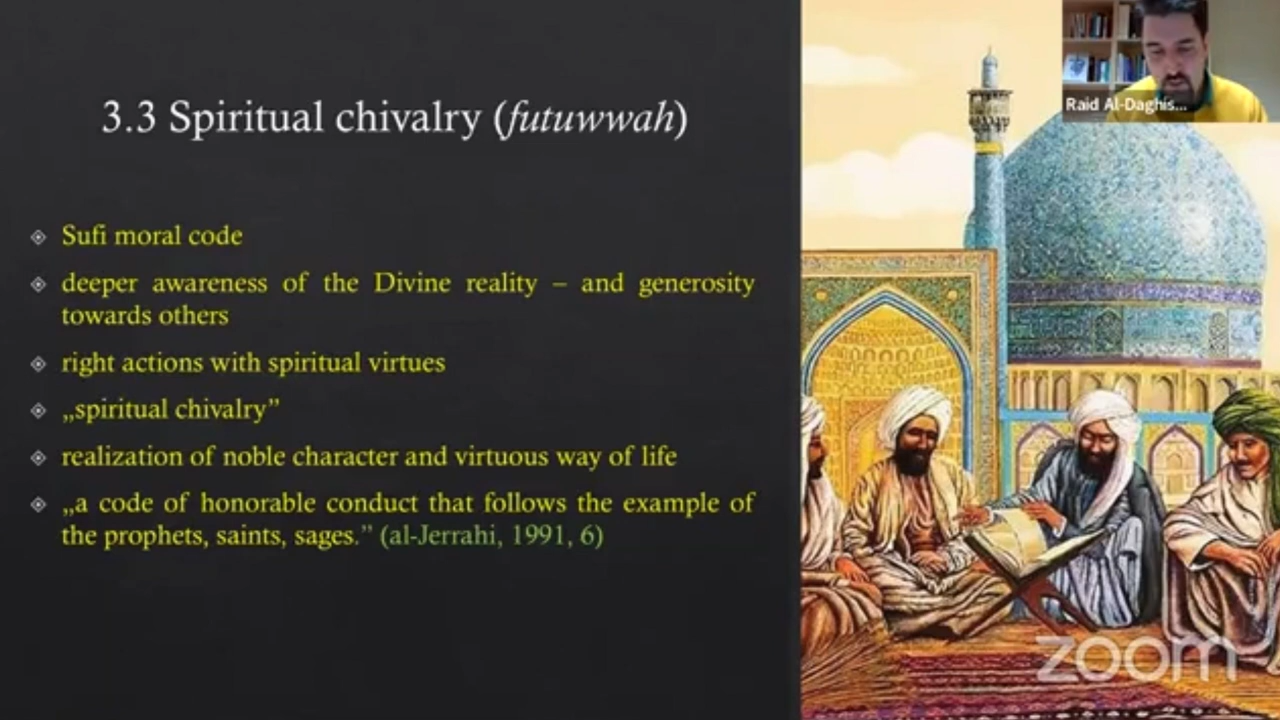 Raid Al-Daghis...
3.3 Spiritual chivalry (futuwwah)
Sufi moral code
deeper awareness of the Divine reality – and generosity
towards others
right actions with spiritual virtues
„spiritual chivalry”
realization of noble character and virtuous way of life
„a code of honorable conduct that follows the example of
the prophets, saints, sages.” (al-Jerrahi, 1991, 6)
zoom